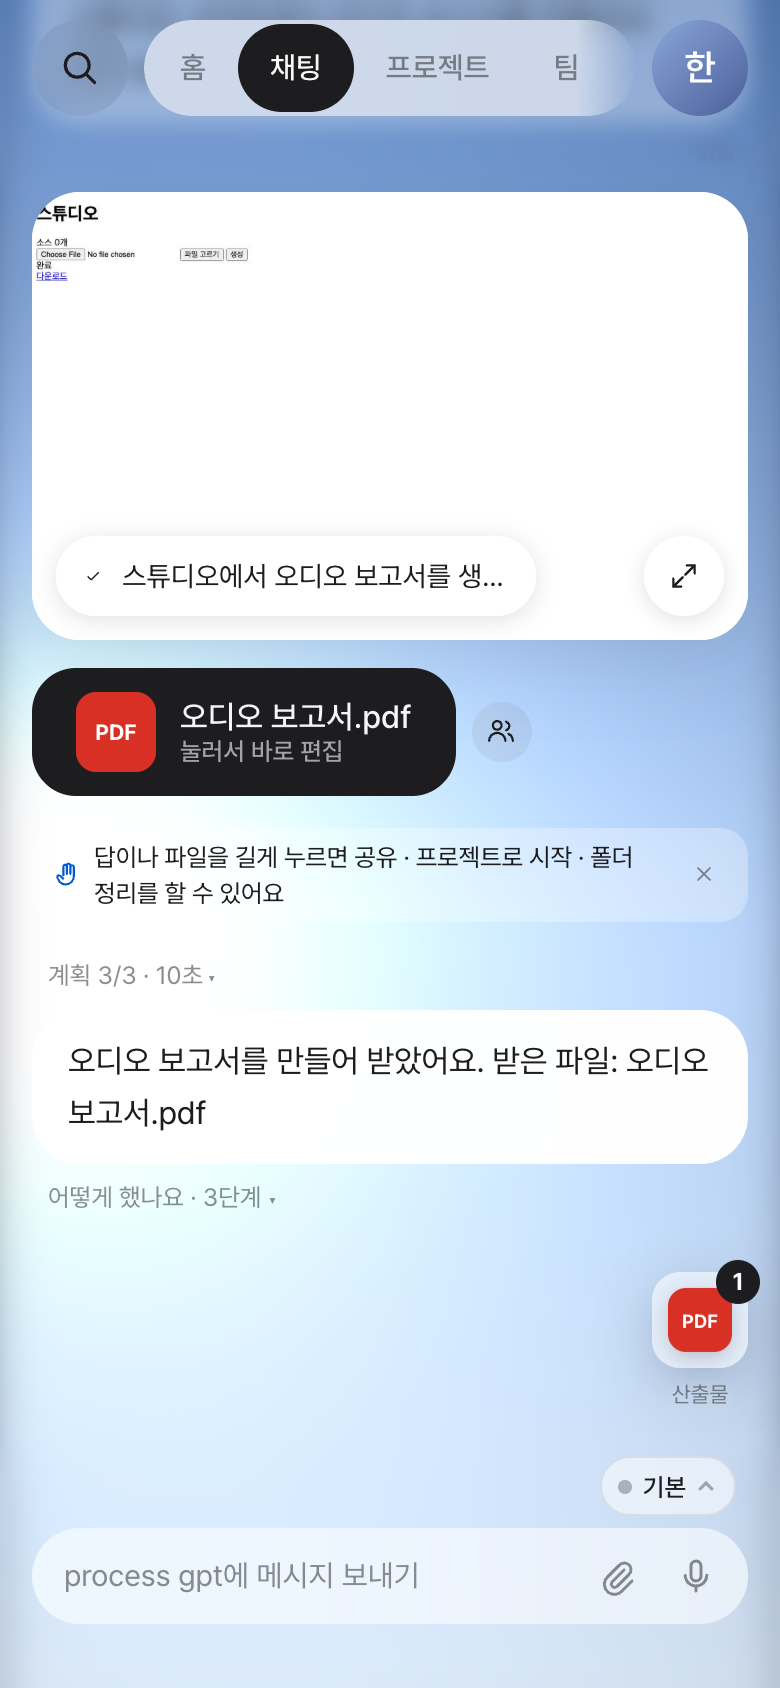 홈
채팅
프로젝트
팀
한
스튜디오
소스 0개
Choose File No file chosen 파일 고르기 생성
완료
다운로드
스튜디오에서 오디오 보고서를 생...
PDF
오디오 보고서.pdf
눌러서 바로 편집
답이나 파일을 길게 누르면 공유 · 프로젝트로 시작 · 폴더
정리를 할 수 있어요
계획 3/3 · 10초
오디오 보고서를 만들어 받았어요. 받은 파일: 오디오
보고서.pdf
어떻게 했나요 · 3단계
1
PDF
산출물
기본
process gpt에 메시지 보내기